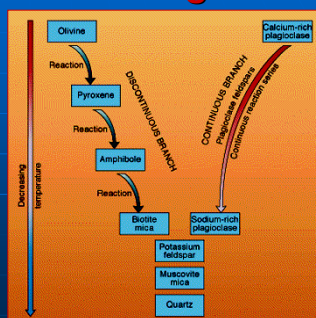 Olivine
Calcium-rich
plagioclase
Reaction
Pyroxene
Reaction
DISCONTINUOUS BRANCH
CONTINUOUS BRANCH
Plagioclase feldspars
Continuous reaction series
Amphibole
Reaction
Decreasing
temperature
Biotite
mica
Sodium-rich
plagioclase
Potassium
feldspar
Muscovite
mica
Quartz